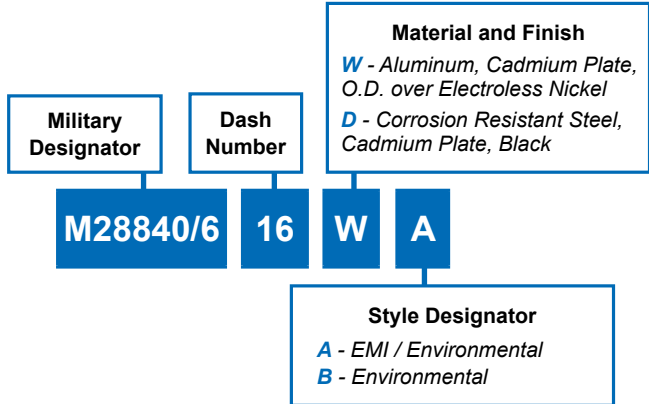 Material and Finish
W - Aluminum, Cadmium Plate,
O.D. over Electroless Nickel
D - Corrosion Resistant Steel,
Cadmium Plate, Black
Military
Designator
Dash
Number
M28840/6 16 W A
Style Designator
A - EMI / Environmental
B - Environmental